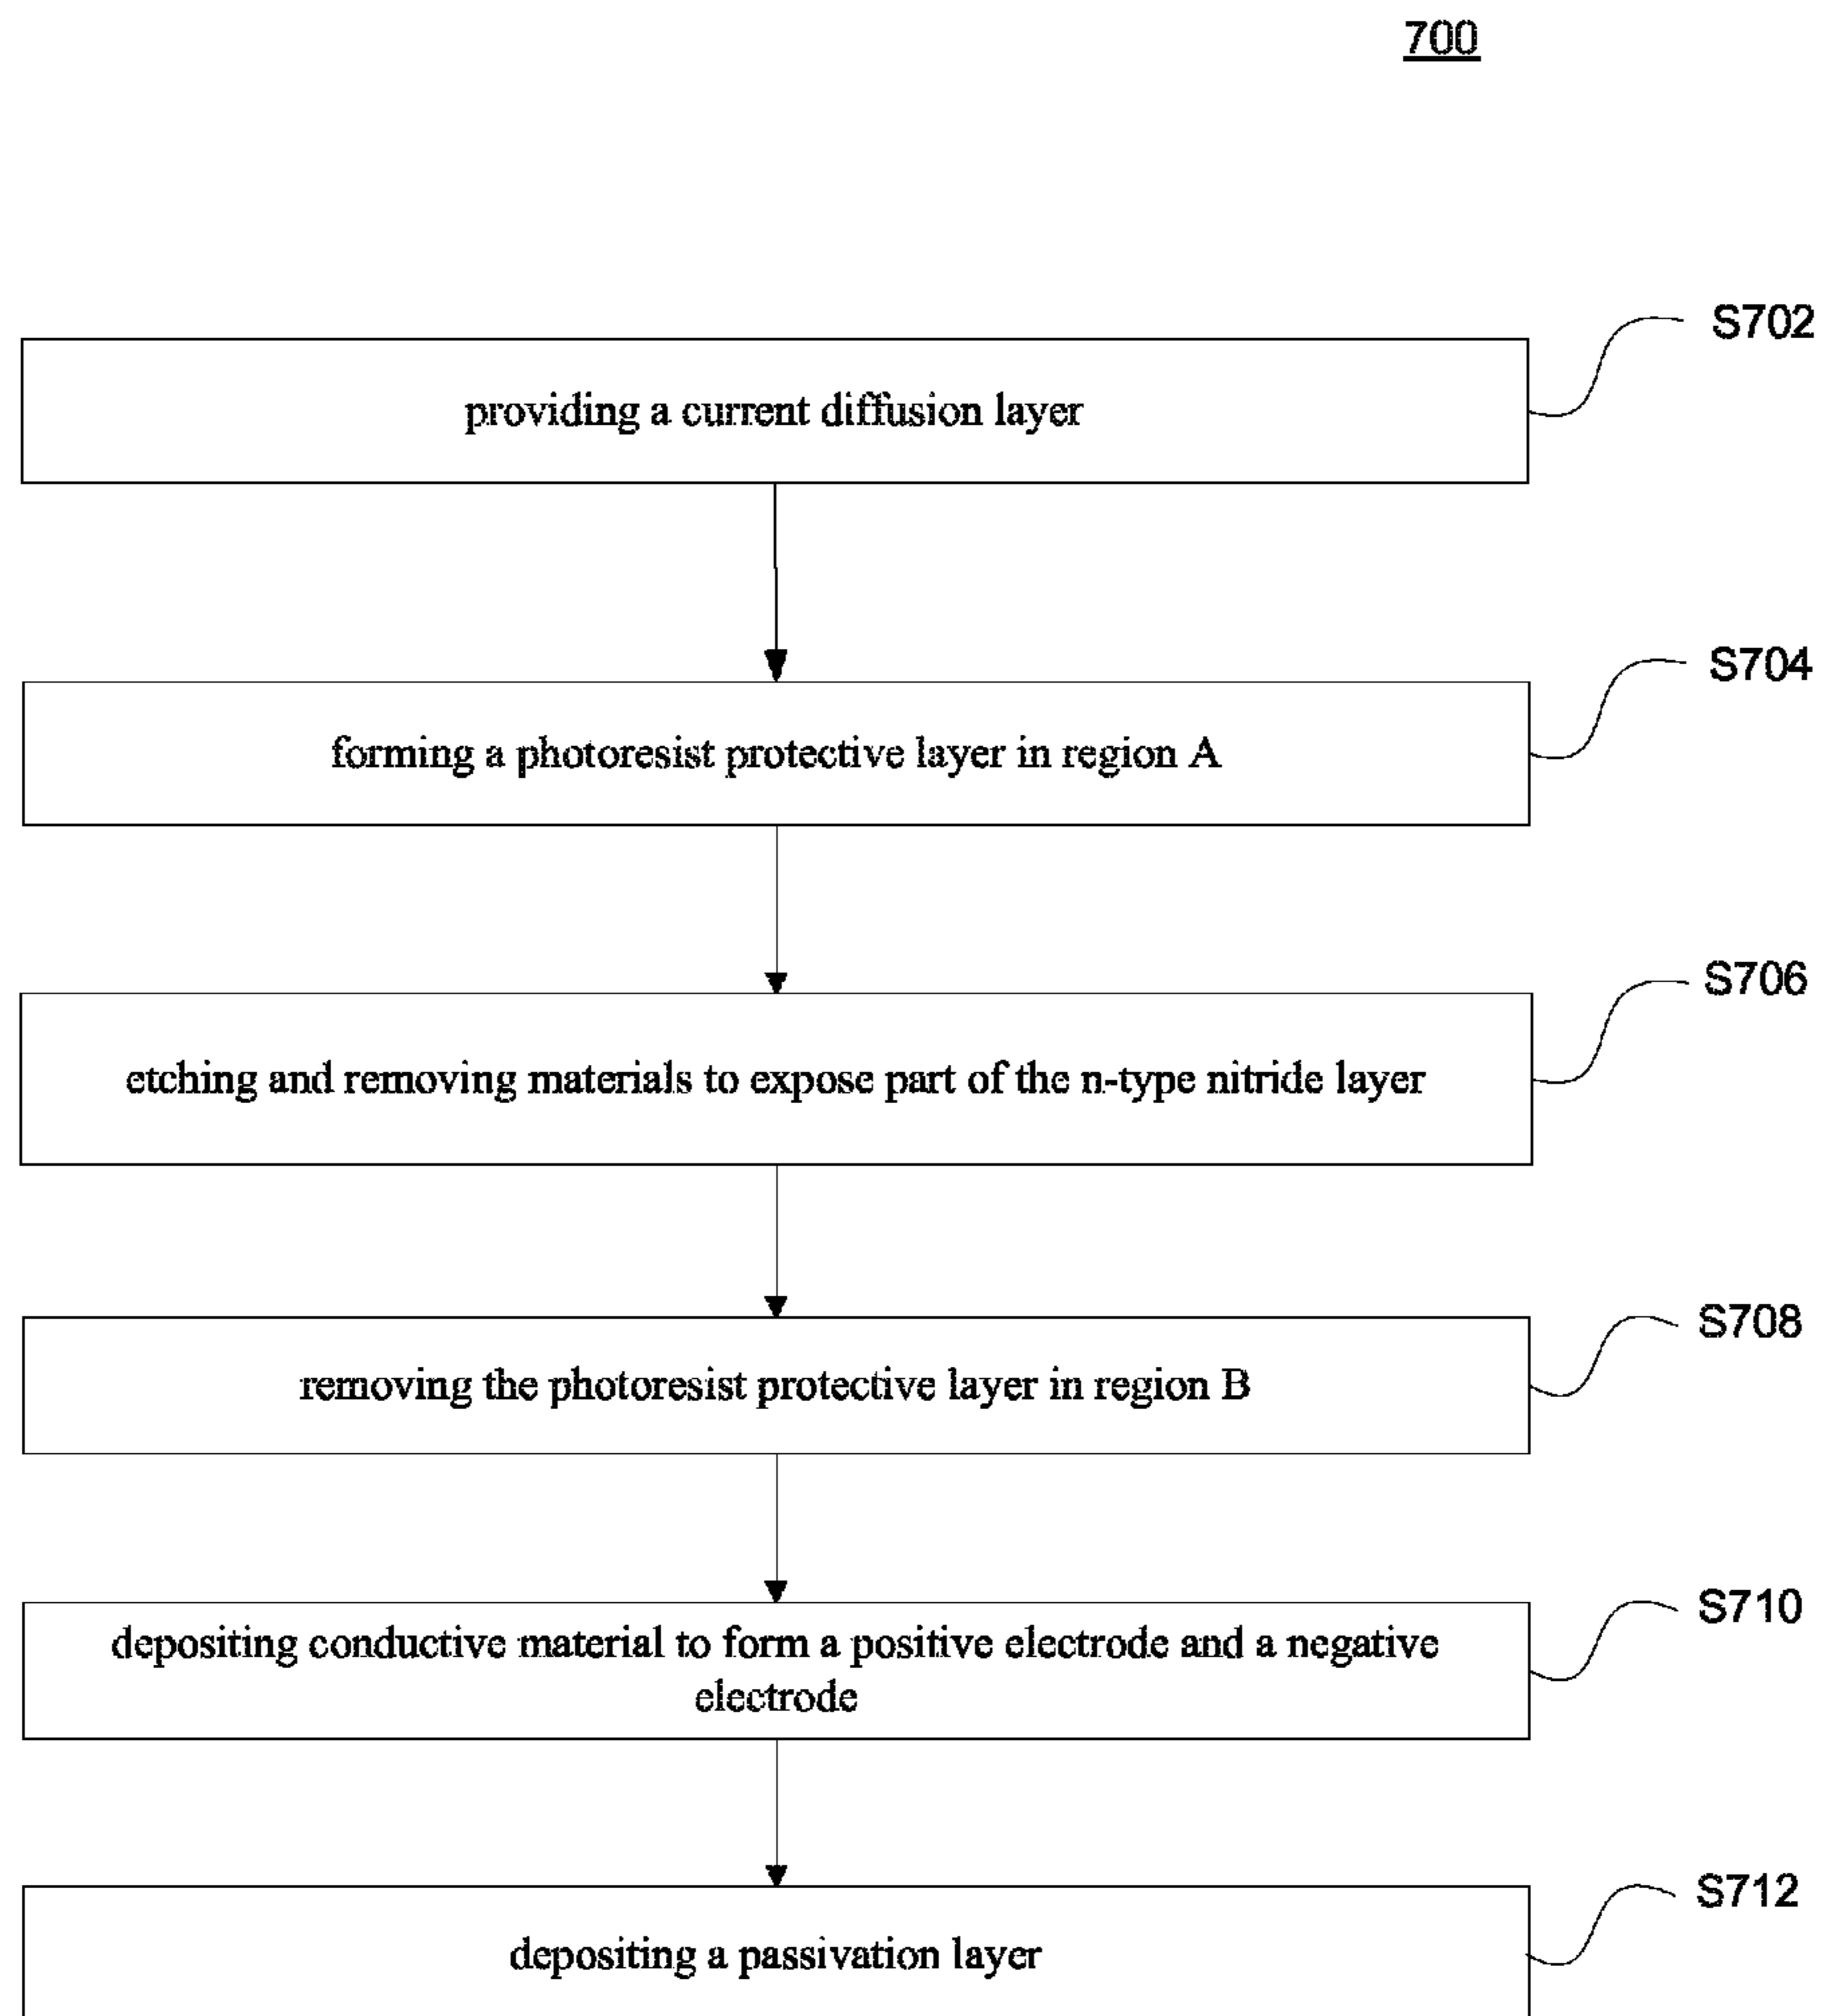 700
S702
providing a current diffusion layer
S704
forming a photoresist protective layer in region A
S706
etching and removing materials to expose part of the n-type nitride layer
S708
removing the photoresist protective layer in region B
S710
depositing conductive material to form a positive electrode and a negative
electrode
S712
depositing a passivation layer